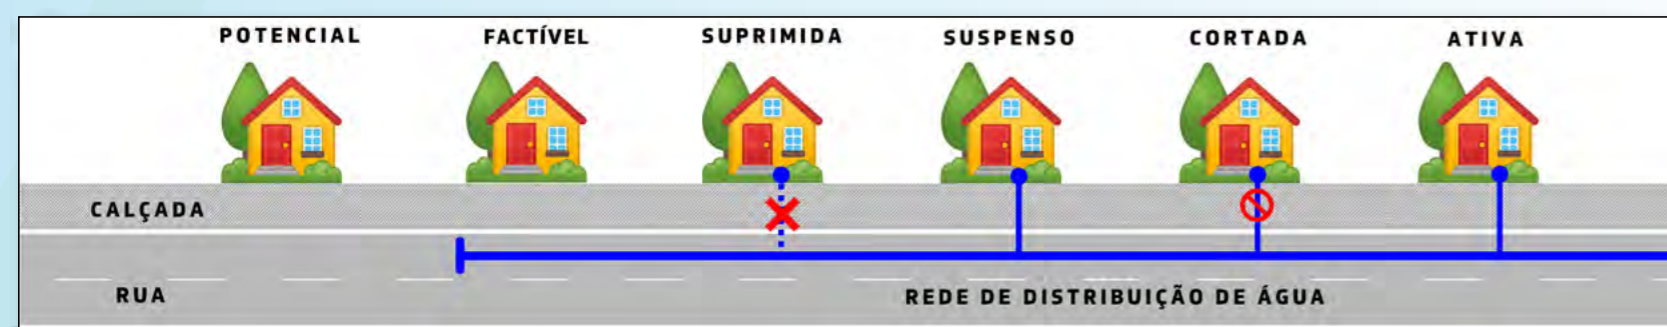 POTENCIAL
FACTÍVEL
SUPRIMIDA
SUSPENSO
CORTADA
ATIVA
CALÇADA
RUA
REDE DE DISTRIBUIÇÃO DE ÁGUA